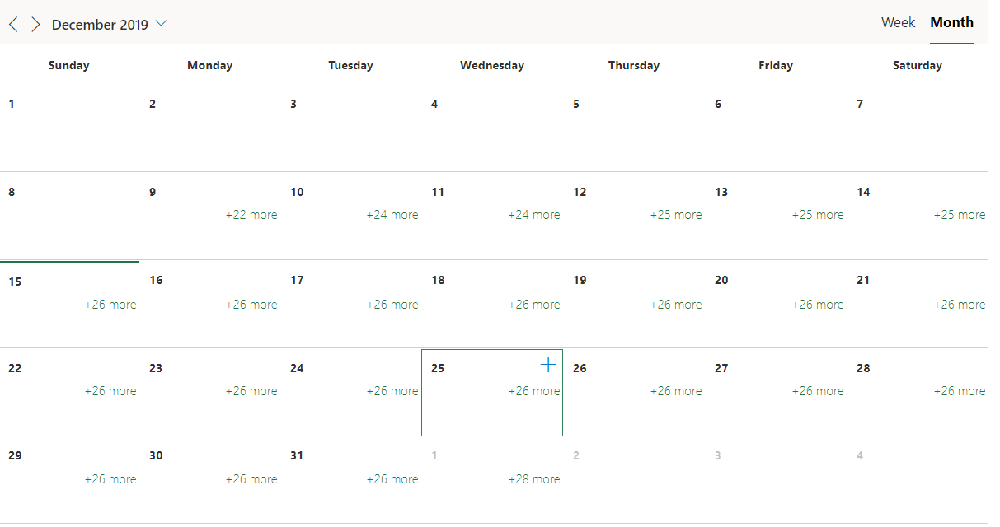 December 2019 Week Month
Sunday Monday Tuesday Wednesday Thursday Friday Saturday
1 2 3 4 5 6 7
8 9 10 11 12 13 14
+22 more +24 more +24 more +25 more +25 more +25 more
15 16 17 18 19 20 21
+26 more +26 more +26 more +26 more +26 more +26 more +26 more
22 23 24 25 26 27 28
+26 more +26 more +26 more +26 more +26 more +26 more +26 more
29 30 31 1 2 3 4
+26 more +26 more +26 more +28 more